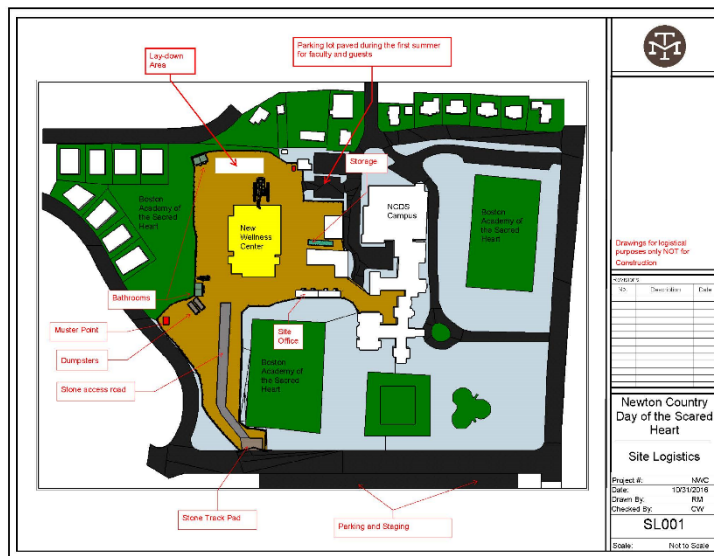 Lay-down
Area
Parking lot paved during the first summer
for faculty and guests
Storage
Boston
Academy of
the Sacred
Heart
NCDS
Campus
Boston
Academy of
the Sacred
Heart
New
Wellness
Center
Bathrooms
Muster Point
Dumpsters
Stone access road
Site
Office
Boston
Academy of
the Sacred
Heart
Stone Track Pad
Parking and Staging
Drawings for logistical
purposes only NOT for
Construction
Revisions
No. Description Date
Newton Country
Day of the Scared
Heart
Site Logistics
Project #: NWC
Date: 10/31/2016
Drawn By: RM
Checked By: CW
SL001
Scale: Not to Scale